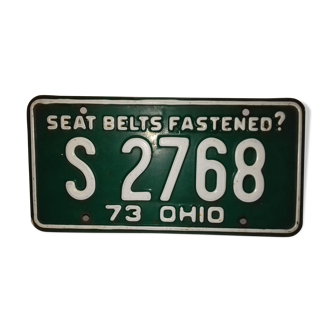 SEAT BELTS FASTENED?
S 2768
73 OHIO